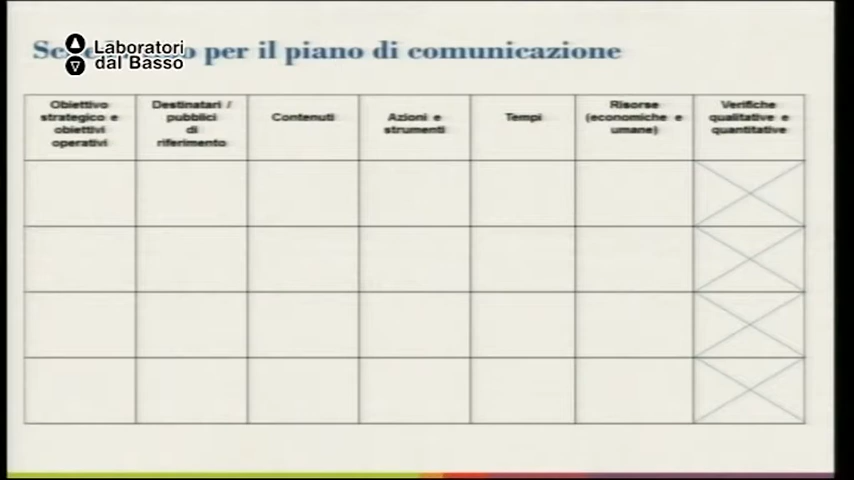 per il piano di comunicazione
Laboratori
dal Basso
Obiettivo
strategico e
obiettivi
operativi
Destinatari /
pubblici
di
riferimento
Contenuti
Azioni e
strumenti
Tempi
Risorse
(economiche e
umane)
Verifiche
qualitative e
quantitative